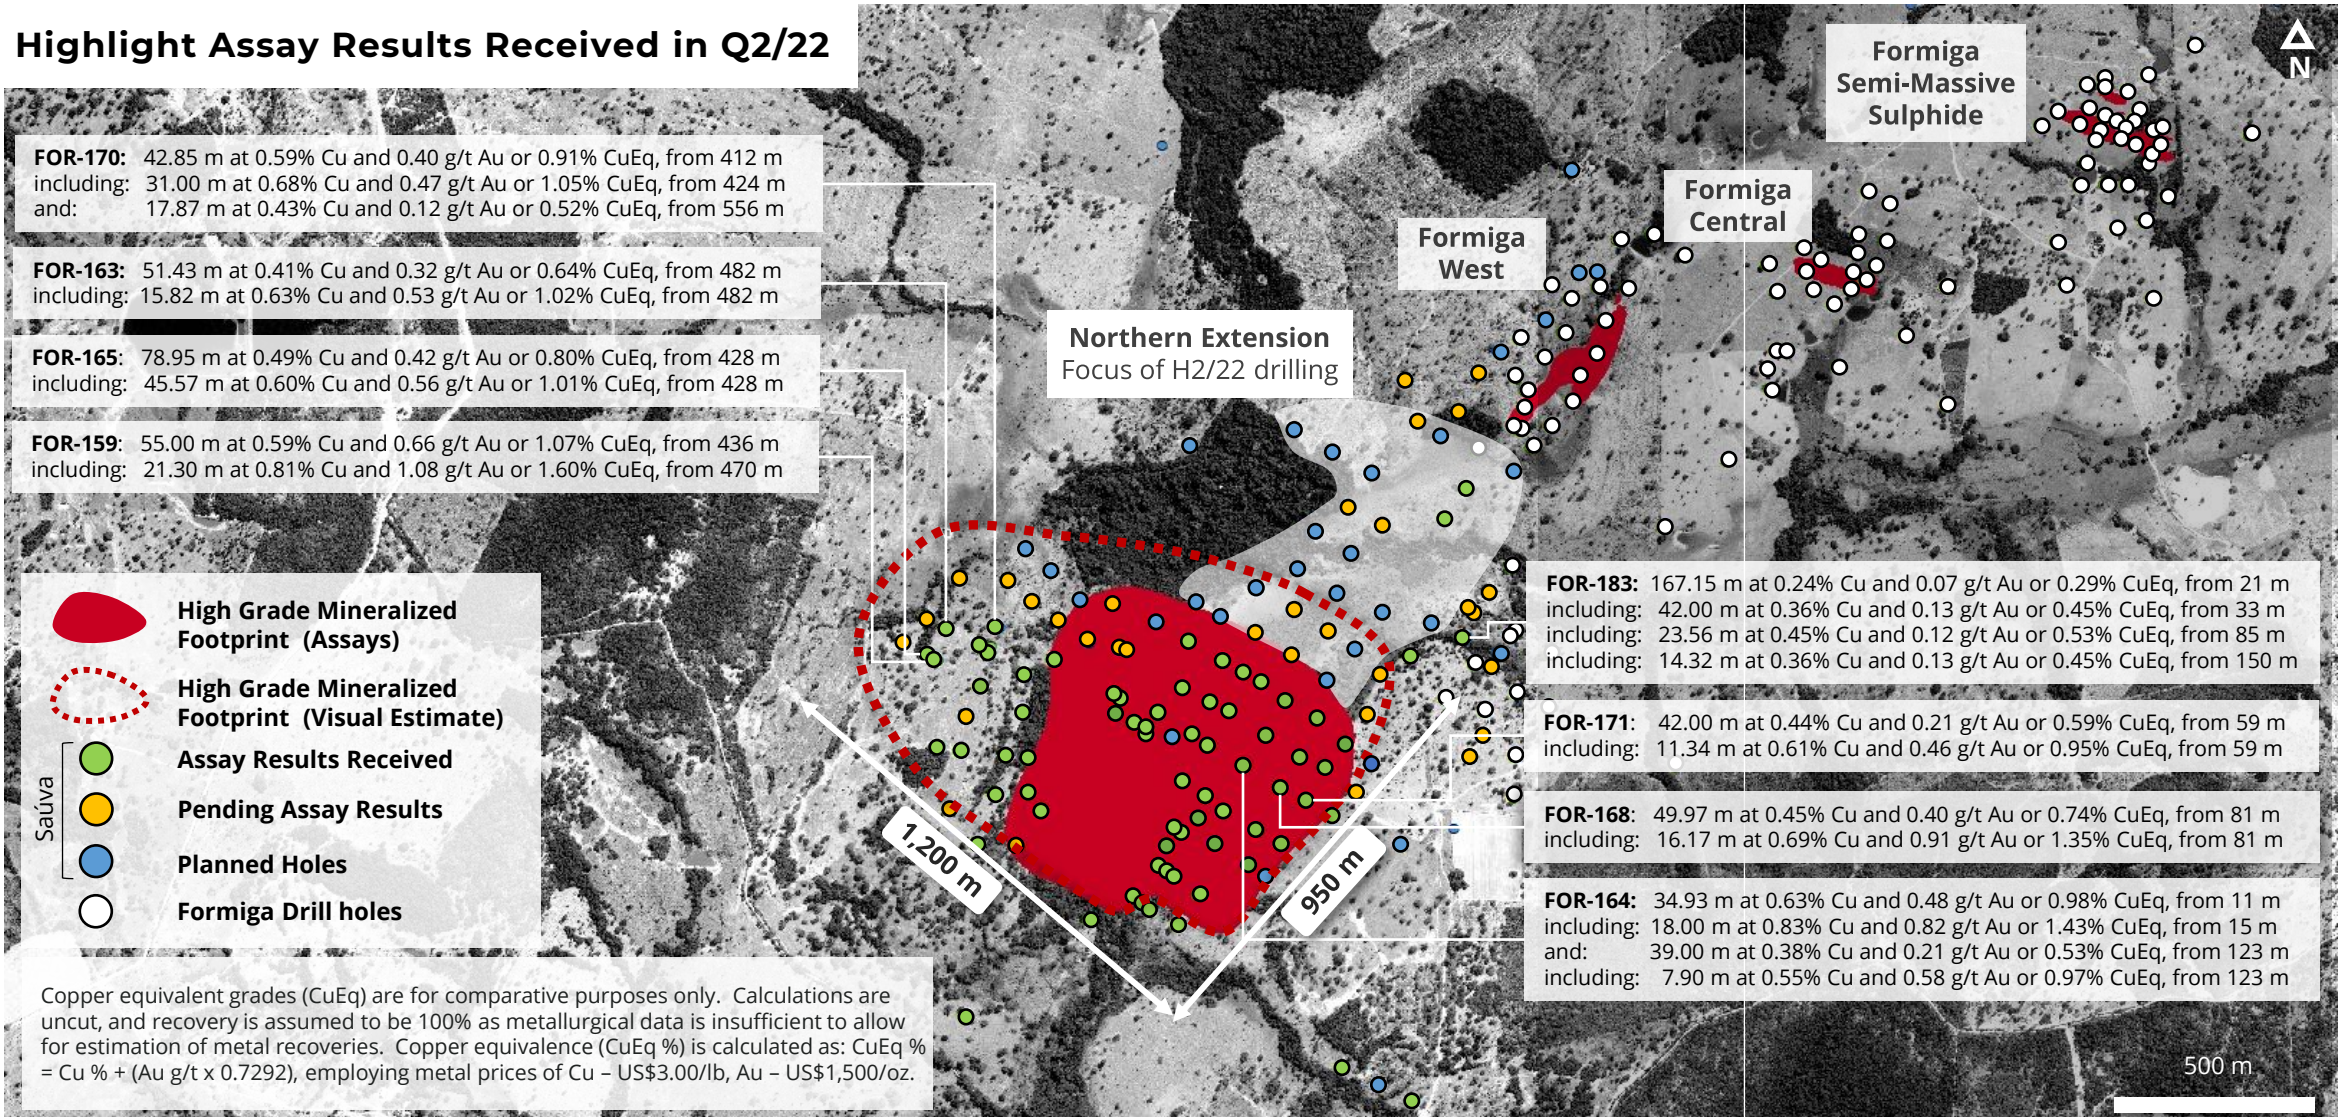 Highlight Assay Results Received in Q2/22
N
Formiga
Semi-Massive
Sulphide
Formiga
Central
Formiga
West
Northern Extension
Focus of H2/22 drilling
FOR-170: 42.85 m at 0.59% Cu and 0.40 g/t Au or 0.91% CuEq, from 412 m
including: 31.00 m at 0.68% Cu and 0.47 g/t Au or 1.05% CuEq, from 424 m
and: 17.87 m at 0.43% Cu and 0.12 g/t Au or 0.52% CuEq, from 556 m
FOR-163: 51.43 m at 0.41% Cu and 0.32 g/t Au or 0.64% CuEq, from 482 m
including: 15.82 m at 0.63% Cu and 0.53 g/t Au or 1.02% CuEq, from 482 m
FOR-165: 78.95 m at 0.49% Cu and 0.42 g/t Au or 0.80% CuEq, from 428 m
including: 45.57 m at 0.60% Cu and 0.56 g/t Au or 1.01% CuEq, from 428 m
FOR-159: 55.00 m at 0.59% Cu and 0.66 g/t Au or 1.07% CuEq, from 436 m
including: 21.30 m at 0.81% Cu and 1.08 g/t Au or 1.60% CuEq, from 470 m
High Grade Mineralized
Footprint (Assays)
High Grade Mineralized
Footprint (Visual Estimate)
Saúva
Assay Results Received
Pending Assay Results
Planned Holes
Formiga Drill holes
1,200 m
950 m
FOR-183: 167.15 m at 0.24% Cu and 0.07 g/t Au or 0.29% CuEq, from 21 m
including: 42.00 m at 0.36% Cu and 0.13 g/t Au or 0.45% CuEq, from 33 m
including: 23.56 m at 0.45% Cu and 0.12 g/t Au or 0.53% CuEq, from 85 m
including: 14.32 m at 0.36% Cu and 0.13 g/t Au or 0.45% CuEq, from 150 m
FOR-171: 42.00 m at 0.44% Cu and 0.21 g/t Au or 0.59% CuEq, from 59 m
including: 11.34 m at 0.61% Cu and 0.46 g/t Au or 0.95% CuEq, from 59 m
FOR-168: 49.97 m at 0.45% Cu and 0.40 g/t Au or 0.74% CuEq, from 81 m
including: 16.17 m at 0.69% Cu and 0.91 g/t Au or 1.35% CuEq, from 81 m
FOR-164: 34.93 m at 0.63% Cu and 0.48 g/t Au or 0.98% CuEq, from 11 m
including: 18.00 m at 0.83% Cu and 0.82 g/t Au or 1.43% CuEq, from 15 m
and: 39.00 m at 0.38% Cu and 0.21 g/t Au or 0.53% CuEq, from 123 m
including: 7.90 m at 0.55% Cu and 0.58 g/t Au or 0.97% CuEq, from 123 m
Copper equivalent grades (CuEq) are for comparative purposes only. Calculations are
uncut, and recovery is assumed to be 100% as metallurgical data is insufficient to allow
for estimation of metal recoveries. Copper equivalence (CuEq %) is calculated as: CuEq %
= Cu % + (Au g/t x 0.7292), employing metal prices of Cu – US$3.00/lb, Au – US$1,500/oz.
500 m